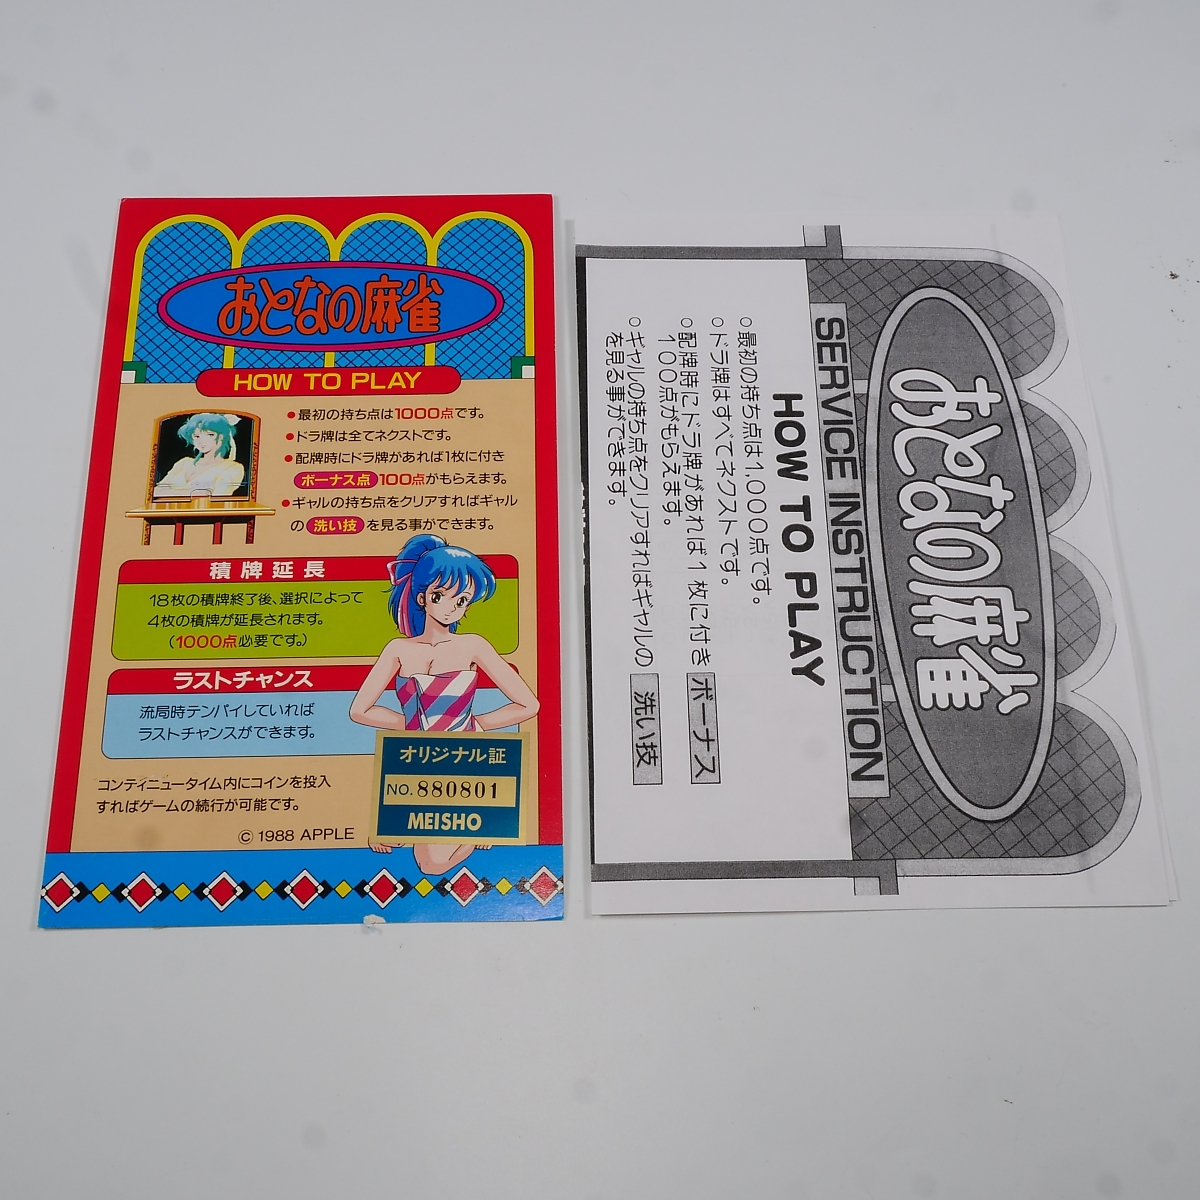 おとなの麻雀
HOW TO PLAY
●最初の持ち点は1000点です。
●ドラ牌は全てネクストです。
●配牌時にドラ牌があれば1枚に付き
ボーナス点100点がもらえます。
●ギャルの持ち点をクリアすればギャル
の洗い技を見る事ができます。
積牌延長
18枚の積牌終了後、選択によって
4枚の積牌が延長されます。
(1000点必要です。)
ラストチャンス
流局時テンパイしていれば
ラストチャンスができます。
コンティニュータイム内にコインを投入
すればゲームの続行が可能です。
© 1988 APPLE
オリジナル証
NO. 880801
MEISHO
おとなの麻雀
SERVICE INSTRUCTION
HOW TO PLAY
○最初の持ち点は1,000点です。
○ドラ牌はすべてネクストです。
○配牌時にドラ牌があれば1枚に付きボーナス
100点がもらえます。
○ギャルの持ち点をクリアすればギャルの洗い技
を見る事ができます。